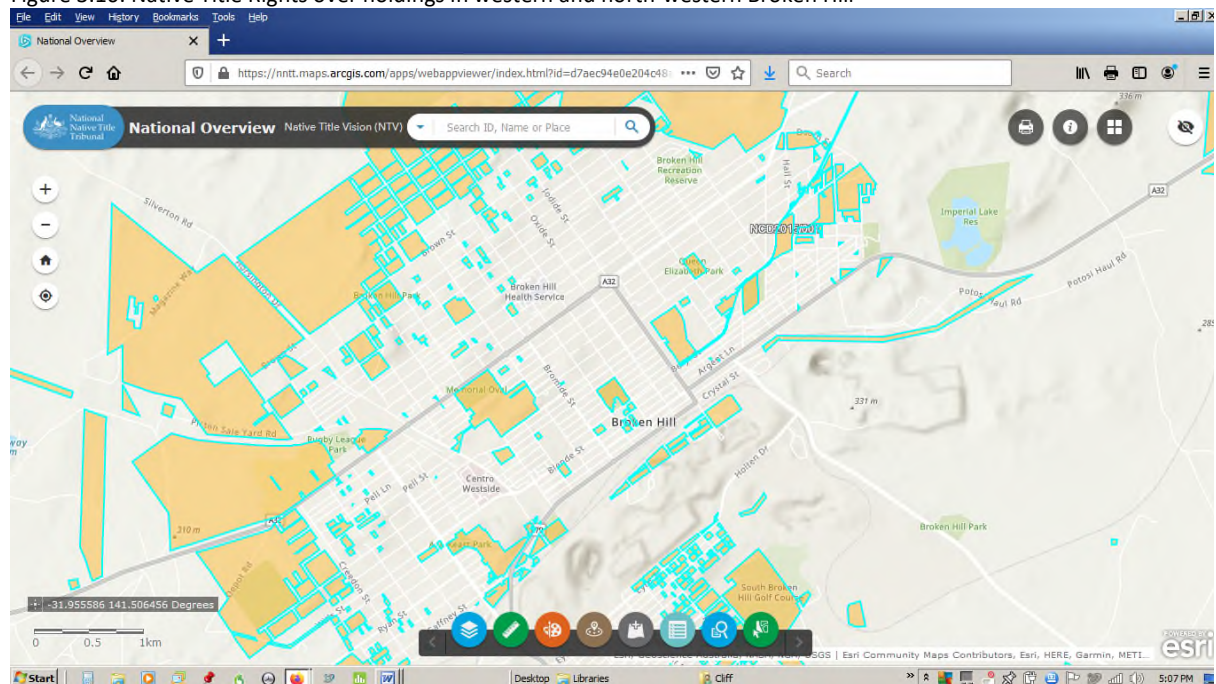 Figure 3.10: Native Title Rights over holdings in western and north-western Broken Hill
File Edit View History Bookmarks Tools Help
National Overview
https://nntt.maps.arcgis.com/apps/webappviewer/index.html?id=d7aec94e0e204c48
Search
National
Native Title
Tribunal
National Overview Native Title Vision (NTV)
Search ID, Name or Place
336 m
Silverton Rd
Broken Hill
Recreation
Reserve
Hall St
A32
Iodide St
Oxide St
Imperial Lake
Res
Brown St
Queen
Elizabeth Park
Potosi Haul Rd
Magazine Wa
Broken Hill Park
Broken Hill
Health Service
A32
Potosi Haul Rd
285
Argent Ln
Crystal St
Memorial Oval
Bromide St
331 m
Broken Hill
Rugby League
Park
Blende St
Holten Dr
Pell Ln
Pell St
Centro
Westside
310 m
A32
Broken Hill Park
Depot Rd
Creedon St
South Broken
Hill Golf Course
-31.955586 141.506456 Degrees
Ryan St
Gaffney St
0 0.5 1km
Esri Community Maps Contributors, Esri, HERE, Garmin, METI...
POWERED BY
esri
Start
Desktop
Libraries
Cliff
5:07 PM